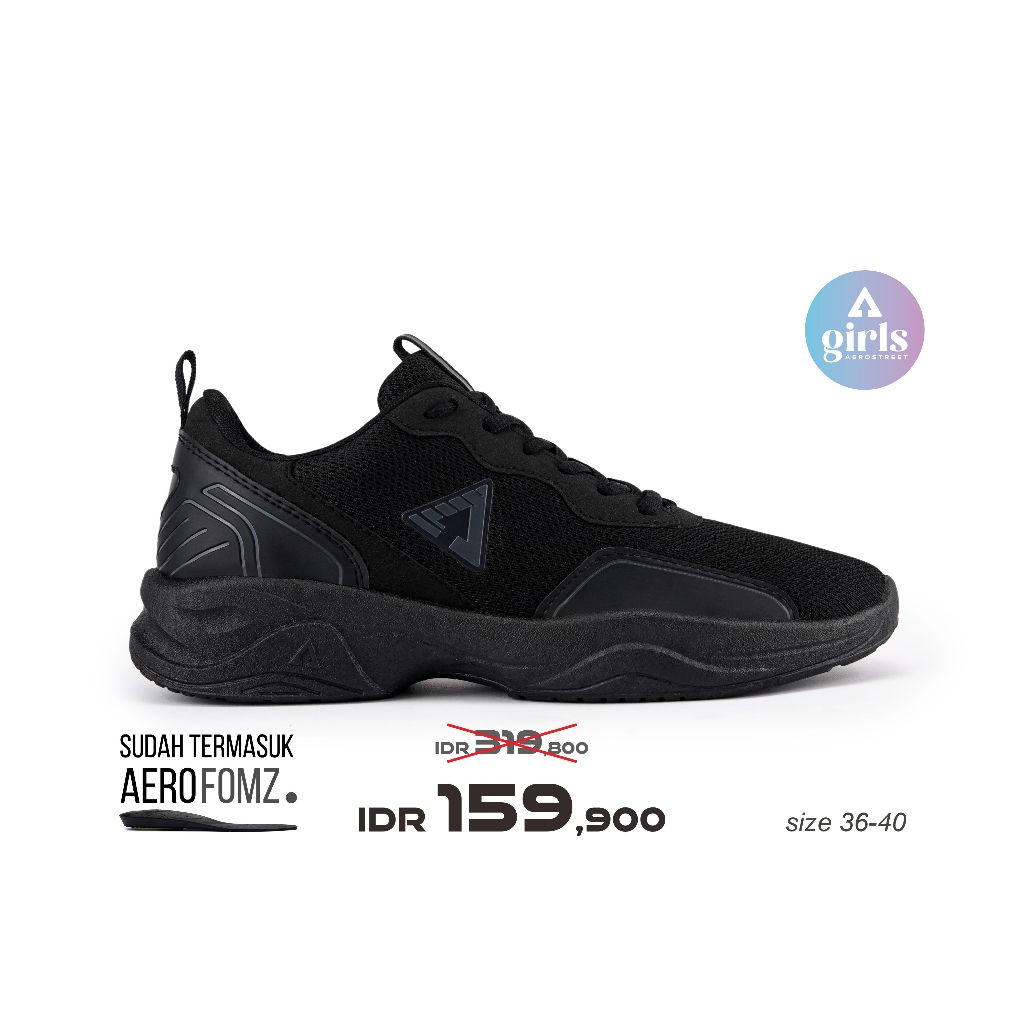 girls
AEROSTREET
SUDAH TERMASUK
AEROFOMZ.
IDR 319,800
IDR 159,900
size 36-40